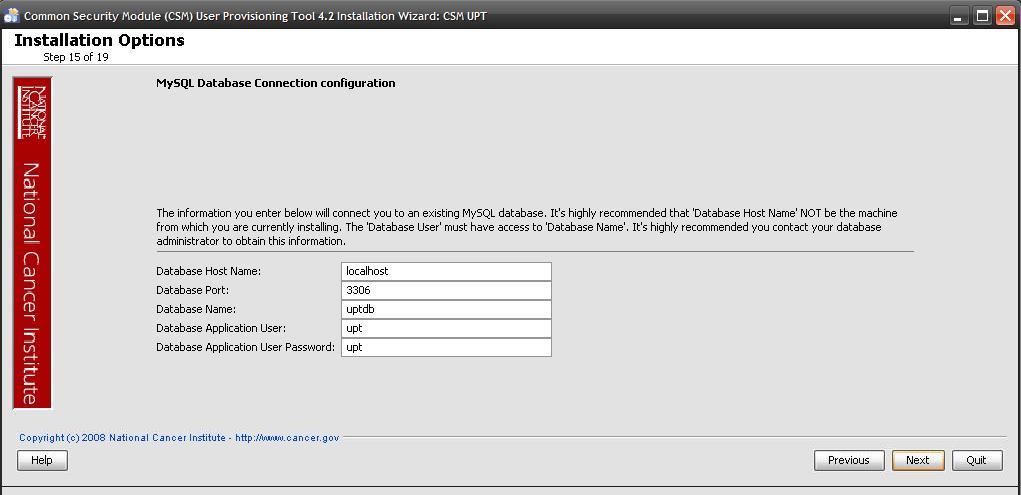 Common Security Module (CSM) User Provisioning Tool 4.2 Installation Wizard: CSM UPT
Installation Options
Step 15 of 19
NATIONAL
CANCER
INSTITUTE
National Cancer Institute
MySQL Database Connection configuration
The information you enter below will connect you to an existing MySQL database. It's highly recommended that 'Database Host Name' NOT be the machine
from which you are currently installing. The 'Database User' must have access to 'Database Name'. It's highly recommended you contact your database
administrator to obtain this information.
Database Host Name: localhost
Database Port: 3306
Database Name: uptdb
Database Application User: upt
Database Application User Password: upt
Copyright (c) 2008 National Cancer Institute - http://www.cancer.gov
Help Previous Next Quit